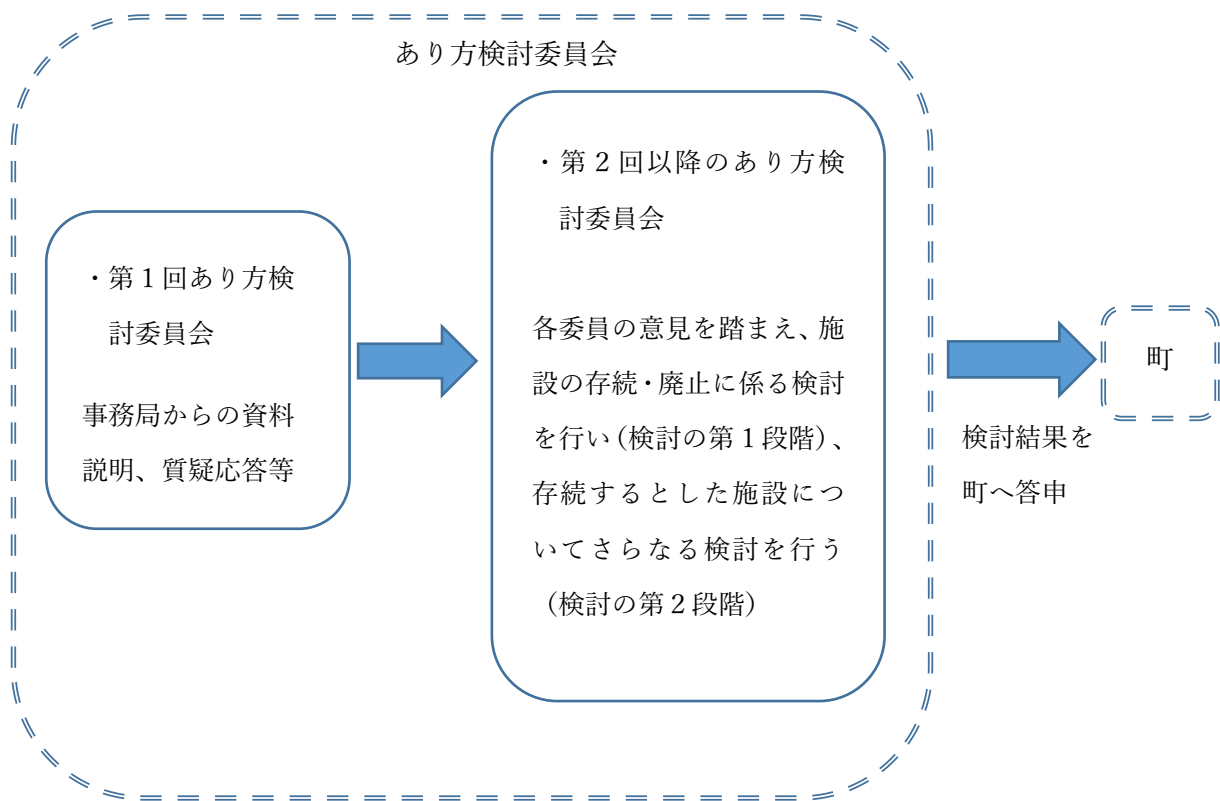 あり方検討委員会
・第１回あり方検
討委員会
事務局からの資料
説明、質疑応答等
・第２回以降のあり方検
討委員会
各委員の意見を踏まえ、施
設の存続・廃止に係る検討
を行い（検討の第１段階）、
存続するとした施設につ
いてさらなる検討を行う
（検討の第２段階）
検討結果を
町へ答申
町